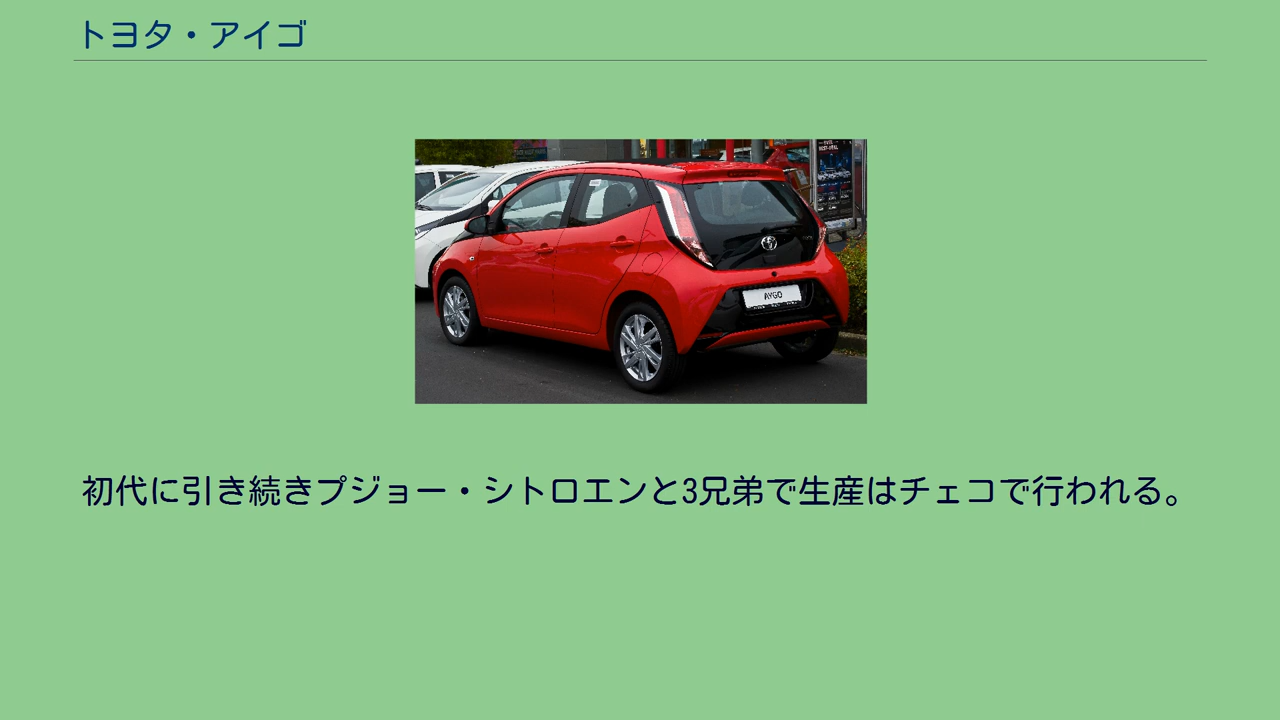 トヨタ・アイゴ
AYGO
初代に引き続きプジョー・シトロエンと3兄弟で生産はチェコで行われる。